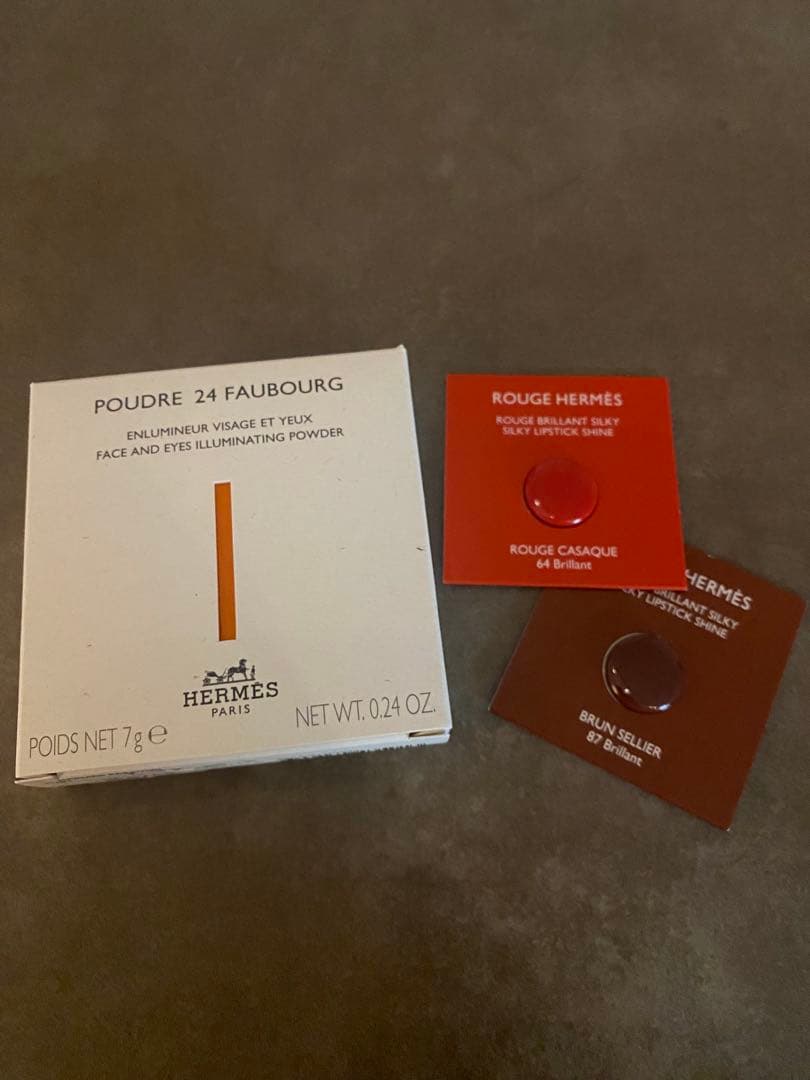 POUDRE 24 FAUBOURG
ENLUMINEUR VISAGE ET YEUX
FACE AND EYES ILLUMINATING POWDER
HERMÈS
PARIS
POIDS NET 7g ℮
NET WT. 0.24 OZ.
ROUGE HERMÈS
ROUGE BRILLANT SILKY
SILKY LIPSTICK SHINE
ROUGE CASAQUE
64 Brillant
HERMÈS
BRILLANT SILKY
LIPSTICK SHINE
BRUN SELLIER
87 Brillant